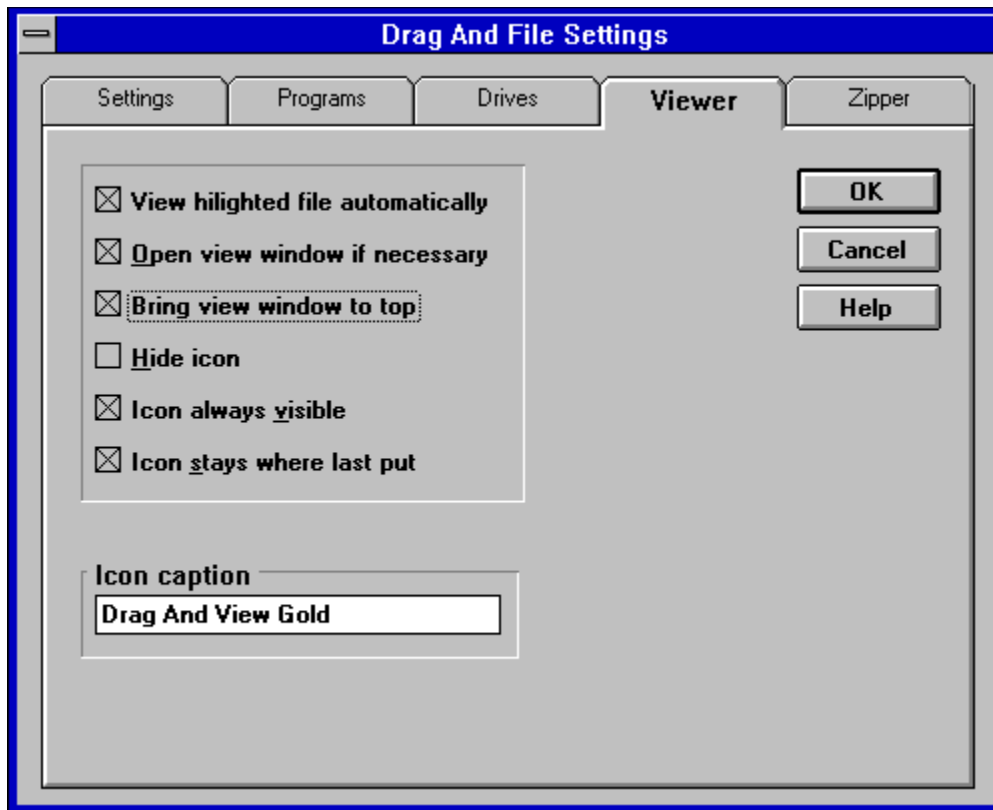 Drag And File Settings
Settings Programs Drives Viewer Zipper
View hilighted file automatically
Open view window if necessary
Bring view window to top
Hide icon
Icon always visible
Icon stays where last put
OK
Cancel
Help
Icon caption
Drag And View Gold